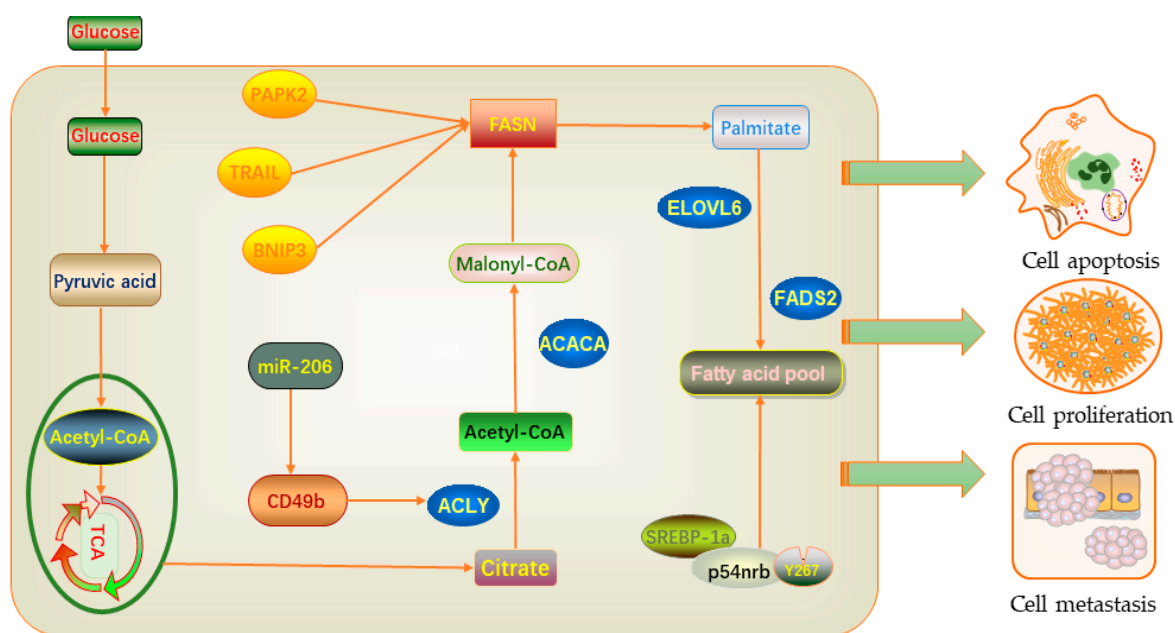 Glucose
Glucose
PAPK2
FASN
Palmitate
TRAIL
ELOVL6
BNIP3
Malonyl-CoA
Pyruvic acid
FADS2
Cell apoptosis
ACACA
miR-206
Fatty acid pool
Acetyl-CoA
Acetyl-CoA
Cell proliferation
CD49b
ACLY
TCA
SREBP-1a
Citrate
p54nrb
Y267
Cell metastasis